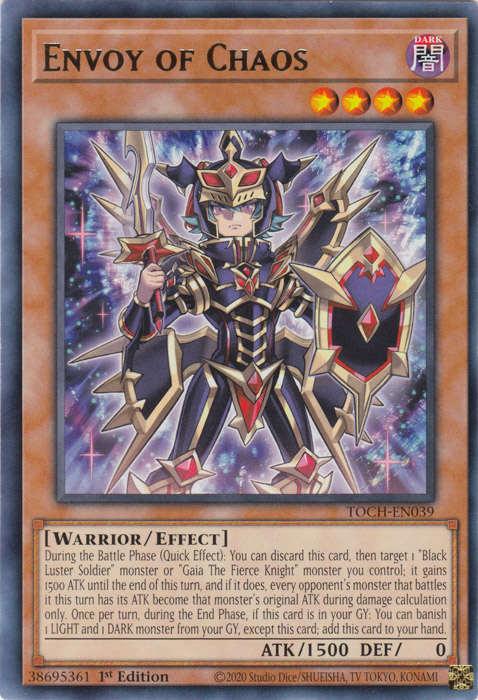 ENVOY OF CHAOS
DARK
闇
TOCH-EN039
[WARRIOR/EFFECT]
During the Battle Phase (Quick Effect): You can discard this card, then target 1 "Black
Luster Soldier" monster or "Gaia The Fierce Knight" monster you control; it gains
1500 ATK until the end of this turn, and if it does, every opponent's monster that battles
it this turn has its ATK become that monster's original ATK during damage calculation
only. Once per turn, during the End Phase, if this card is in your GY: You can banish
1 LIGHT and 1 DARK monster from your GY, except this card; add this card to your hand.
ATK/1500 DEF/ 0
38695361 1st Edition ©2020 Studio Dice/SHUEISHA, TV TOKYO, KONAMI